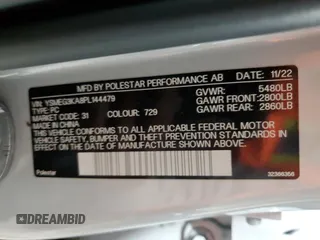 MFD BY POLESTAR PERFORMANCE AB
DATE: 11/22
VIN: YSMEG3KA8PL144479
TYPE: PC
MARKET CODE: 31 COLOUR: 729
MADE IN CHINA
GVWR: 5480LB
GAWR FRONT:2800LB
GAWR REAR: 2860LB
THIS VEHICLE CONFORMS TO ALL APPLICABLE FEDERAL MOTOR
VEHICLE SAFETY, BUMPER, AND THEFT PREVENTION STANDARDS IN
EFFECT ON THE DATE OF MANUFACTURE SHOWN ABOVE
Polestar
32366356
DREAMBID